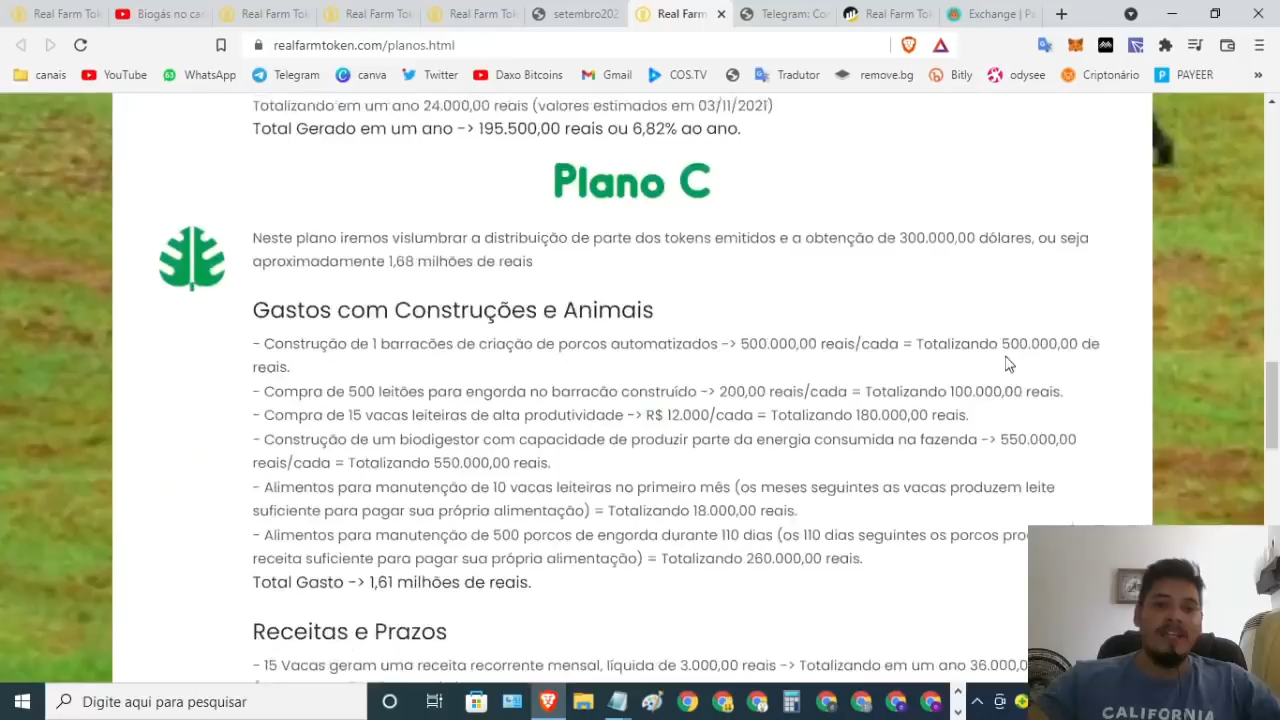 Real Farm Tok
Biogás no car
Real Farm Tok
Real Farm Tok
Real Farm Tok
setembro202
Real Farm
Telegram: Con
Real Farm Tok
Exchange | Pa
realfarmtoken.com/planos.html
canais
YouTube
WhatsApp
Telegram
canva
Twitter
Daxo Bitcoins
Gmail
COS.TV
Tradutor
remove.bg
Bitly
odysee
Criptonário
PAYEER
»
Totalizando em um ano 24.000,00 reais (valores estimados em 03/11/2021)
Total Gerado em um ano -> 195.500,00 reais ou 6,82% ao ano.
Plano C
Neste plano iremos vislumbrar a distribuição de parte dos tokens emitidos e a obtenção de 300.000,00 dólares, ou seja
aproximadamente 1,68 milhões de reais
Gastos com Construções e Animais
- Construção de 1 barracões de criação de porcos automatizados -> 500.000,00 reais/cada = Totalizando 500.000,00 de
reais.
- Compra de 500 leitões para engorda no barracão construído -> 200,00 reais/cada = Totalizando 100.000,00 reais.
- Compra de 15 vacas leiteiras de alta produtividade -> R$ 12.000/cada = Totalizando 180.000,00 reais.
- Construção de um biodigestor com capacidade de produzir parte da energia consumida na fazenda -> 550.000,00
reais/cada = Totalizando 550.000,00 reais.
- Alimentos para manutenção de 10 vacas leiteiras no primeiro mês (os meses seguintes as vacas produzem leite
suficiente para pagar sua própria alimentação) = Totalizando 18.000,00 reais.
- Alimentos para manutenção de 500 porcos de engorda durante 110 dias (os 110 dias seguintes os porcos pro
receita suficiente para pagar sua própria alimentação) = Totalizando 260.000,00 reais.
Total Gasto -> 1,61 milhões de reais.
Receitas e Prazos
- 15 Vacas geram uma receita recorrente mensal, líquida de 3.000,00 reais -> Totalizando em um ano 36.000,0
Digite aqui para pesquisar
CALIFORNIA